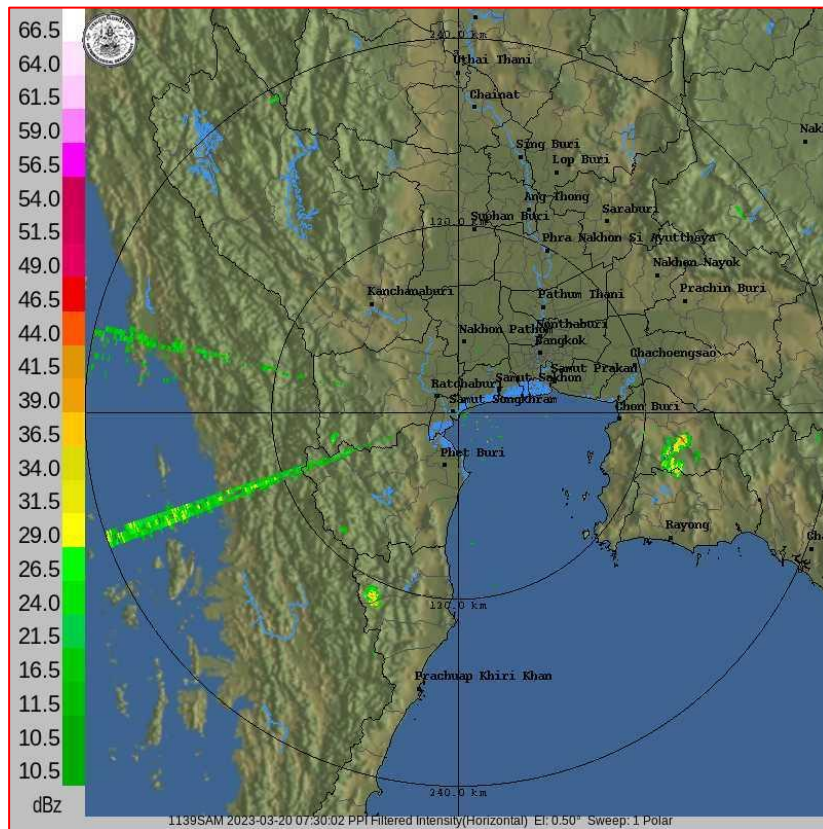 66.5
64.0
61.5
59.0
56.5
54.0
51.5
49.0
46.5
44.0
41.5
39.0
36.5
34.0
31.5
29.0
26.5
24.0
21.5
16.5
11.5
10.5
10.5
dBz
240.0 km
Uthai Thani
Chainat
Sing Buri
Lop Buri
Nak
Ang Thong
Suphan Buri
Saraburi
Phra Nakhon Si Ayutthaya
Nakhon Nayok
Kanchanaburi
Prachin Buri
Pathum Thani
Nonthaburi
Nakhon Pathom
Bangkok
Chachoengsao
Samut Prakan
Samut Sakhon
Ratchaburi
Samut Songkhram
Chon Buri
Phet Buri
Rayong
Cha
130.0 km
Prachuap Khiri Khan
240.0 km
1139SAM 2023-03-20 07:30:02 PPI Filtered Intensity(Horizontal) El: 0.50° Sweep: 1 Polar